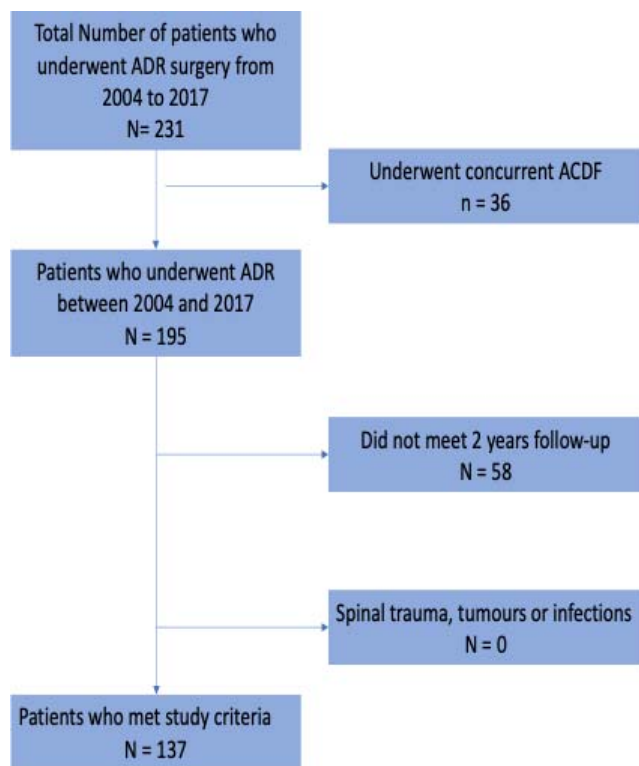 Total Number of patients who
underwent ADR surgery from
2004 to 2017
N= 231
Underwent concurrent ACDF
n = 36
Patients who underwent ADR
between 2004 and 2017
N = 195
Did not meet 2 years follow-up
N = 58
Spinal trauma, tumours or infections
N = 0
Patients who met study criteria
N = 137